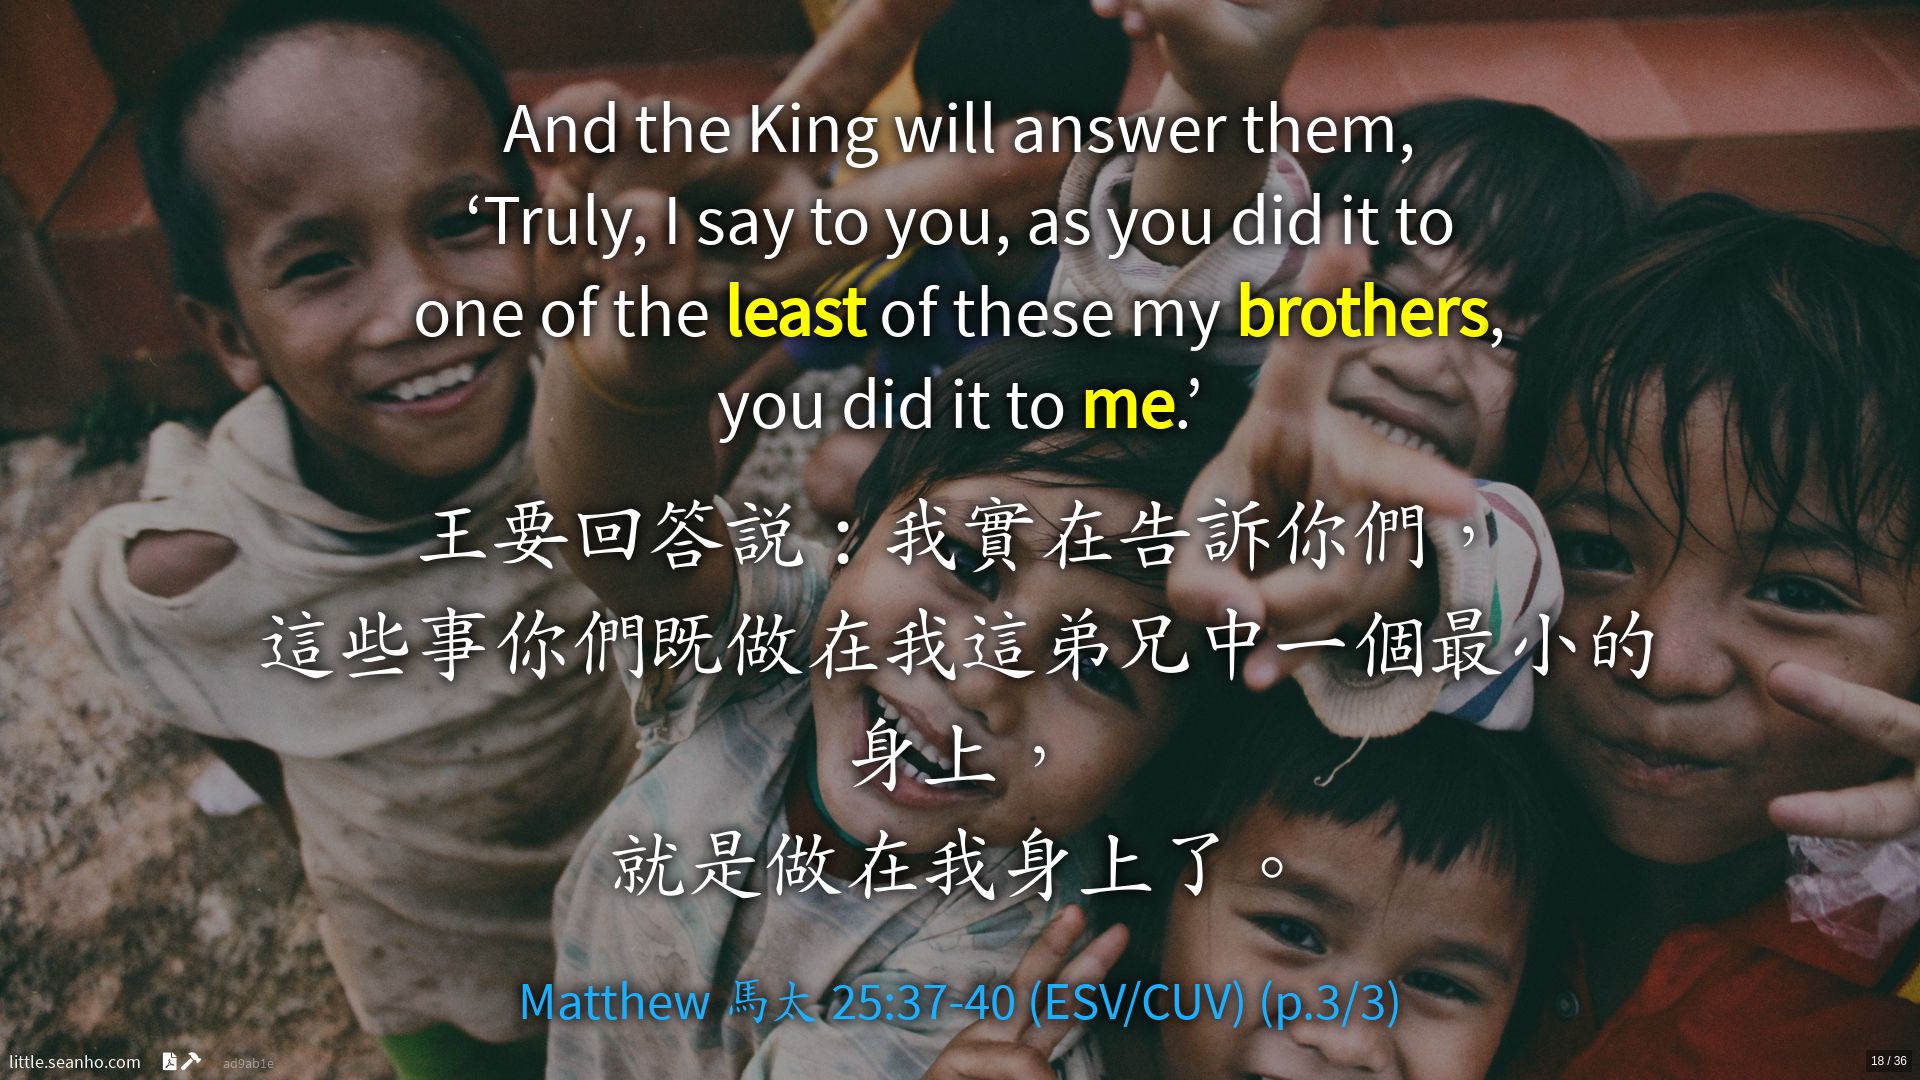 And the King will answer them,
‘Truly, I say to you, as you did it to
one of the least of these my brothers,
you did it to me.’
王要回答説：我實在告訴你們，
這些事你們既做在我這弟兄中一個最小的
身上，
就是做在我身上了。
Matthew 馬太 25:37-40 (ESV/CUV) (p.3/3)
little.seanho.com ad9ab1e
18 / 36